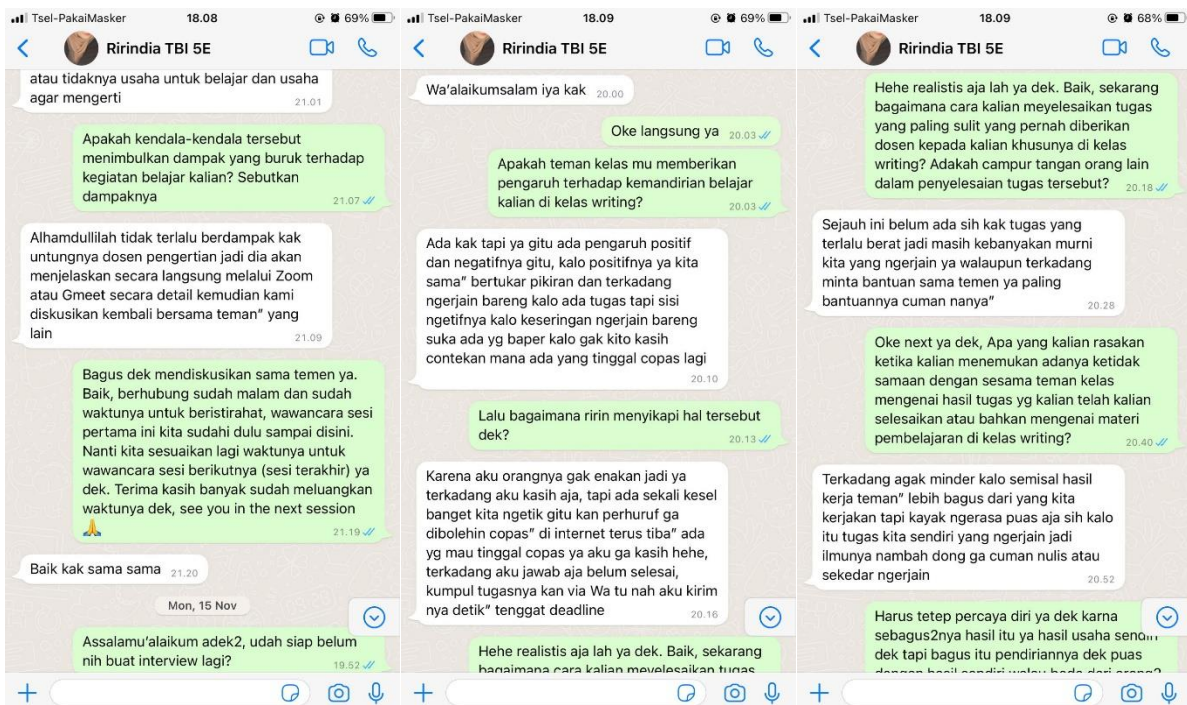 Tsel-PakaiMasker 18.08 69%
Ririndia TBI 5E
atau tidaknya usaha untuk belajar dan usaha
agar mengerti 21.01
Apakah kendala-kendala tersebut
menimbulkan dampak yang buruk terhadap
kegiatan belajar kalian? Sebutkan
dampaknya 21.07
Alhamdullilah tidak terlalu berdampak kak
untungnya dosen pengertian jadi dia akan
menjelaskan secara langsung melalui Zoom
atau Gmeet secara detail kemudian kami
diskusikan kembali bersama teman" yang
lain 21.09
Bagus dek mendiskusikan sama temen ya.
Baik, berhubung sudah malam dan sudah
waktunya untuk beristirahat, wawancara sesi
pertama ini kita sudahi dulu sampai disini.
Nanti kita sesuaikan lagi waktunya untuk
wawancara sesi berikutnya (sesi terakhir) ya
dek. Terima kasih banyak sudah meluangkan
waktunya dek, see you in the next session
🙏 21.19
Baik kak sama sama 21.20
Mon, 15 Nov
Assalamu'alaikum adek2, udah siap belum
nih buat interview lagi? 19.52
Tsel-PakaiMasker 18.09 69%
Ririndia TBI 5E
Wa'alaikumsalam iya kak 20.00
Oke langsung ya 20.03
Apakah teman kelas mu memberikan
pengaruh terhadap kemandirian belajar
kalian di kelas writing? 20.03
Ada kak tapi ya gitu ada pengaruh positif
dan negatifnya gitu, kalo positifnya ya kita
sama" bertukar pikiran dan terkadang
ngerjain bareng kalo ada tugas tapi sisi
ngetifnya kalo keseringan ngerjain bareng
suka ada yg baper kalo gak kito kasih
contekan mana ada yang tinggal copas lagi
20.10
Lalu bagaimana ririn menyikapi hal tersebut
dek? 20.13
Karena aku orangnya gak enakan jadi ya
terkadang aku kasih aja, tapi ada sekali kesel
banget kita ngetik gitu kan perhuruf ga
dibolehin copas" di internet terus tiba" ada
yg mau tinggal copas ya aku ga kasih hehe,
terkadang aku jawab aja belum selesai,
kumpul tugasnya kan via Wa tu nah aku kirim
nya detik" tenggat deadline 20.16
Hehe realistis aja lah ya dek. Baik, sekarang
bagaimana cara kalian meyelesaikan tugas
Tsel-PakaiMasker 18.09 68%
Ririndia TBI 5E
Hehe realistis aja lah ya dek. Baik, sekarang
bagaimana cara kalian meyelesaikan tugas
yang paling sulit yang pernah diberikan
dosen kepada kalian khusunya di kelas
writing? Adakah campur tangan orang lain
dalam penyelesaian tugas tersebut? 20.18
Sejauh ini belum ada sih kak tugas yang
terlalu berat jadi masih kebanyakan murni
kita yang ngerjain ya walaupun terkadang
minta bantuan sama temen ya paling
bantuannya cuman nanya" 20.28
Oke next ya dek, Apa yang kalian rasakan
ketika kalian menemukan adanya ketidak
samaan dengan sesama teman kelas
mengenai hasil tugas yg kalian telah kalian
selesaikan atau bahkan mengenai materi
pembelajaran di kelas writing? 20.40
Terkadang agak minder kalo semisal hasil
kerja teman" lebih bagus dari yang kita
kerjakan tapi kayak ngerasa puas aja sih kalo
itu tugas kita sendiri yang ngerjain jadi
ilmunya nambah dong ga cuman nulis atau
sekedar ngerjain 20.52
Harus tetep percaya diri ya dek karna
sebagus2nya hasil itu ya hasil usaha sendiri
dek tapi bagus itu pendiriannya dek puas
dengan hasil sendiri walau beda dari orang2